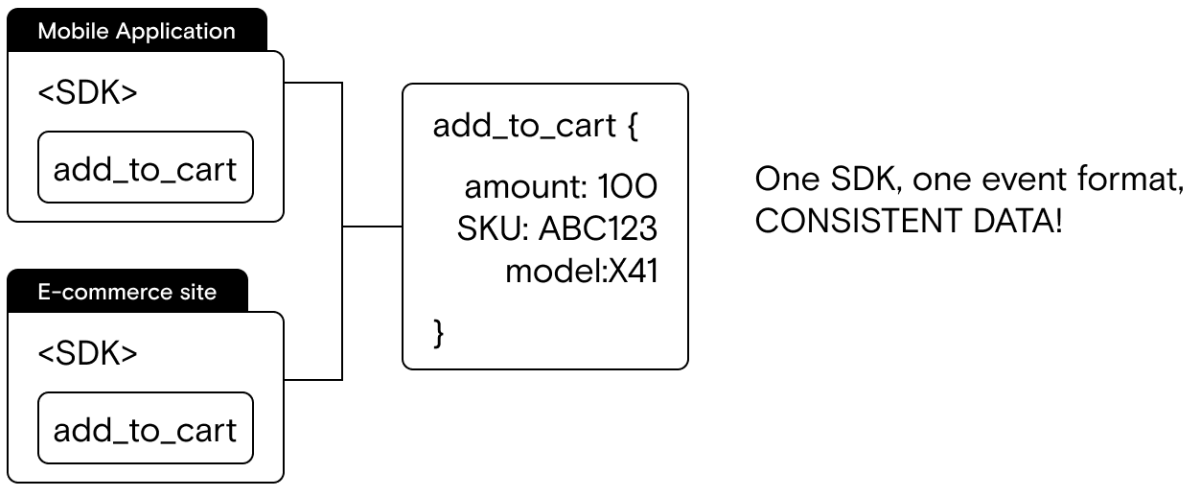 Mobile Application
<SDK>
add_to_cart
E-commerce site
<SDK>
add_to_cart
add_to_cart {
amount: 100
SKU: ABC123
model:X41
}
One SDK, one event format,
CONSISTENT DATA!